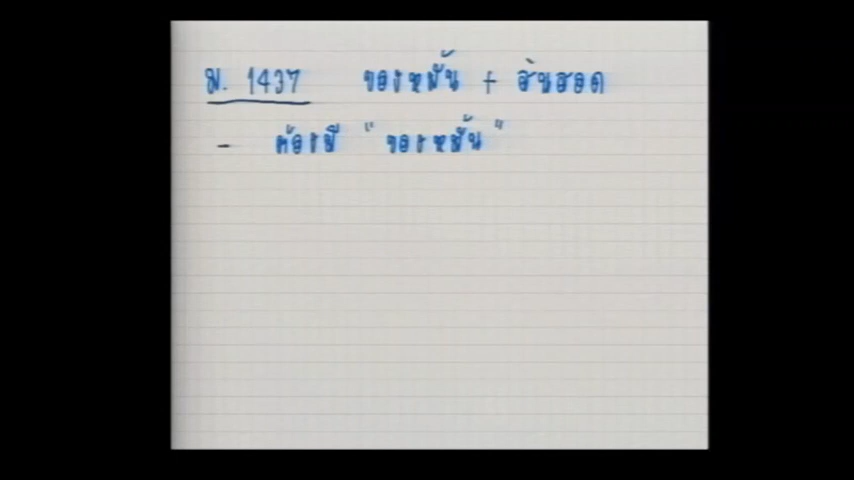 ม. 1437 ของหมั้น + สินสอด
- ต้องมี "ของหมั้น"